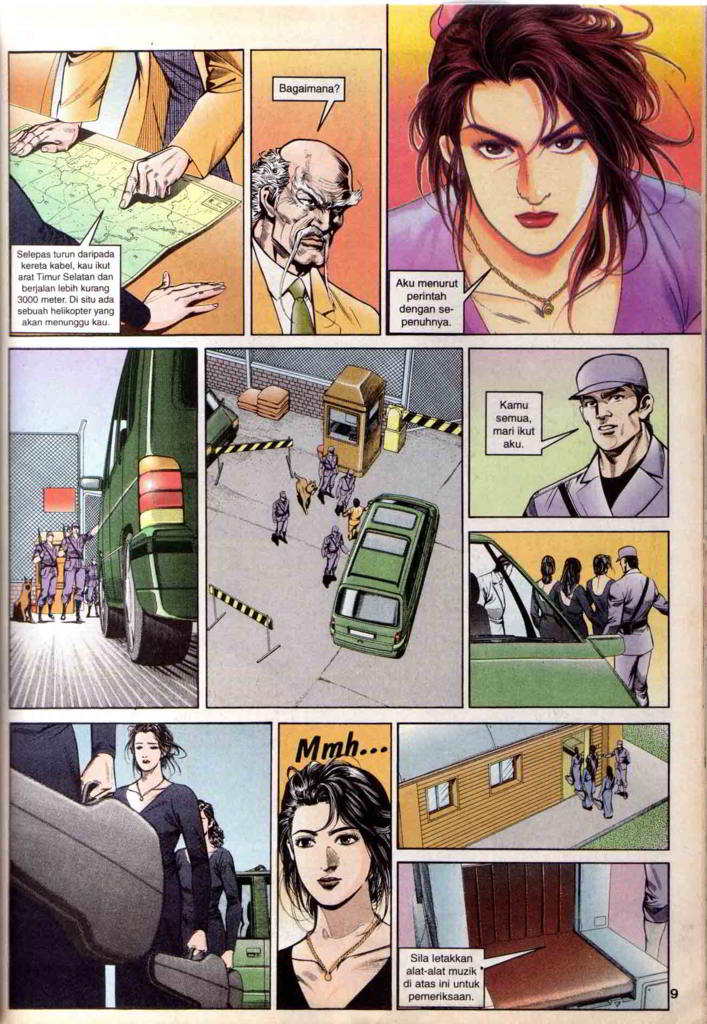 Selepas turun daripada
kereta kabel, kau ikut
arat Timur Selatan dan
berjalan lebih kurang
3000 meter. Di situ ada
sebuah helikopter yang
akan menunggu kau.
Bagaimana?
Aku menurut
perintah
dengan se-
penuhnya.
Kamu
semua,
mari ikut
aku.
Mmh...
Sila letakkan
alat-alat muzik
di atas ini untuk
pemeriksaan.
9